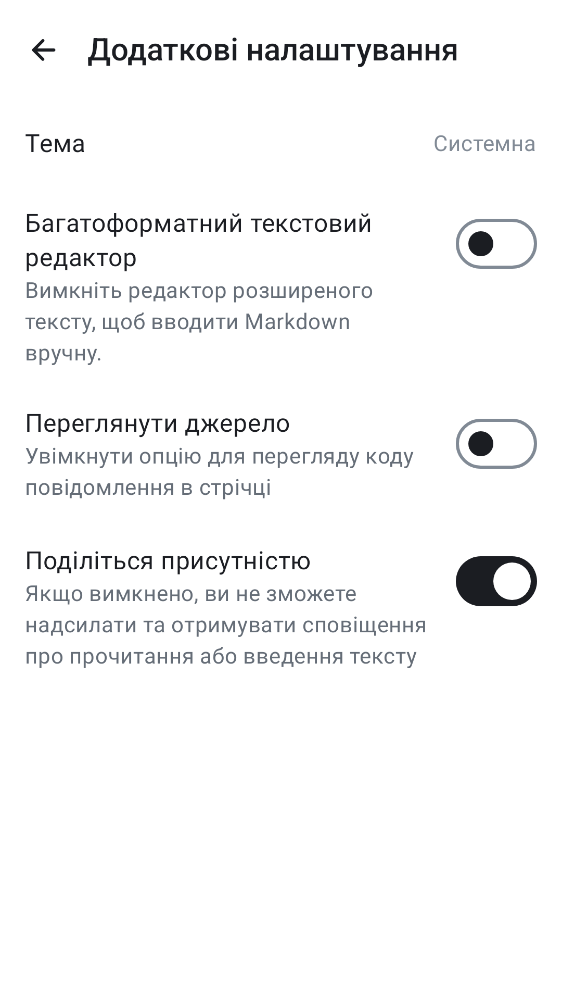 Додаткові налаштування
Тема
Системна
Багатоформатний текстовий
редактор
Вимкніть редактор розширеного
тексту, щоб вводити Markdown
вручну.
Переглянути джерело
Увімкнути опцію для перегляду коду
повідомлення в стрічці
Поділіться присутністю
Якщо вимкнено, ви не зможете
надсилати та отримувати сповіщення
про прочитання або введення тексту